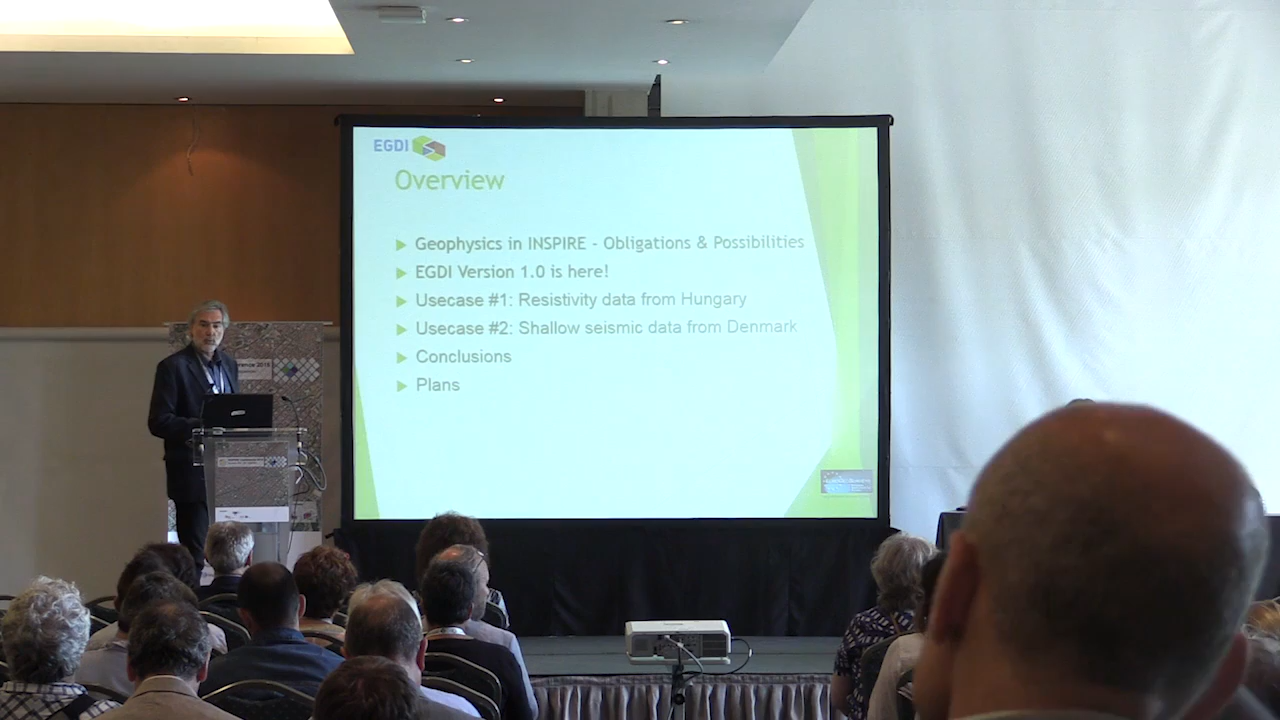 EGDI
Overview
Geophysics in INSPIRE - Obligations & Possibilities
EGDI Version 1.0 is here!
Usecase #1: Resistivity data from Hungary
Usecase #2: Shallow seismic data from Denmark
Conclusions
Plans